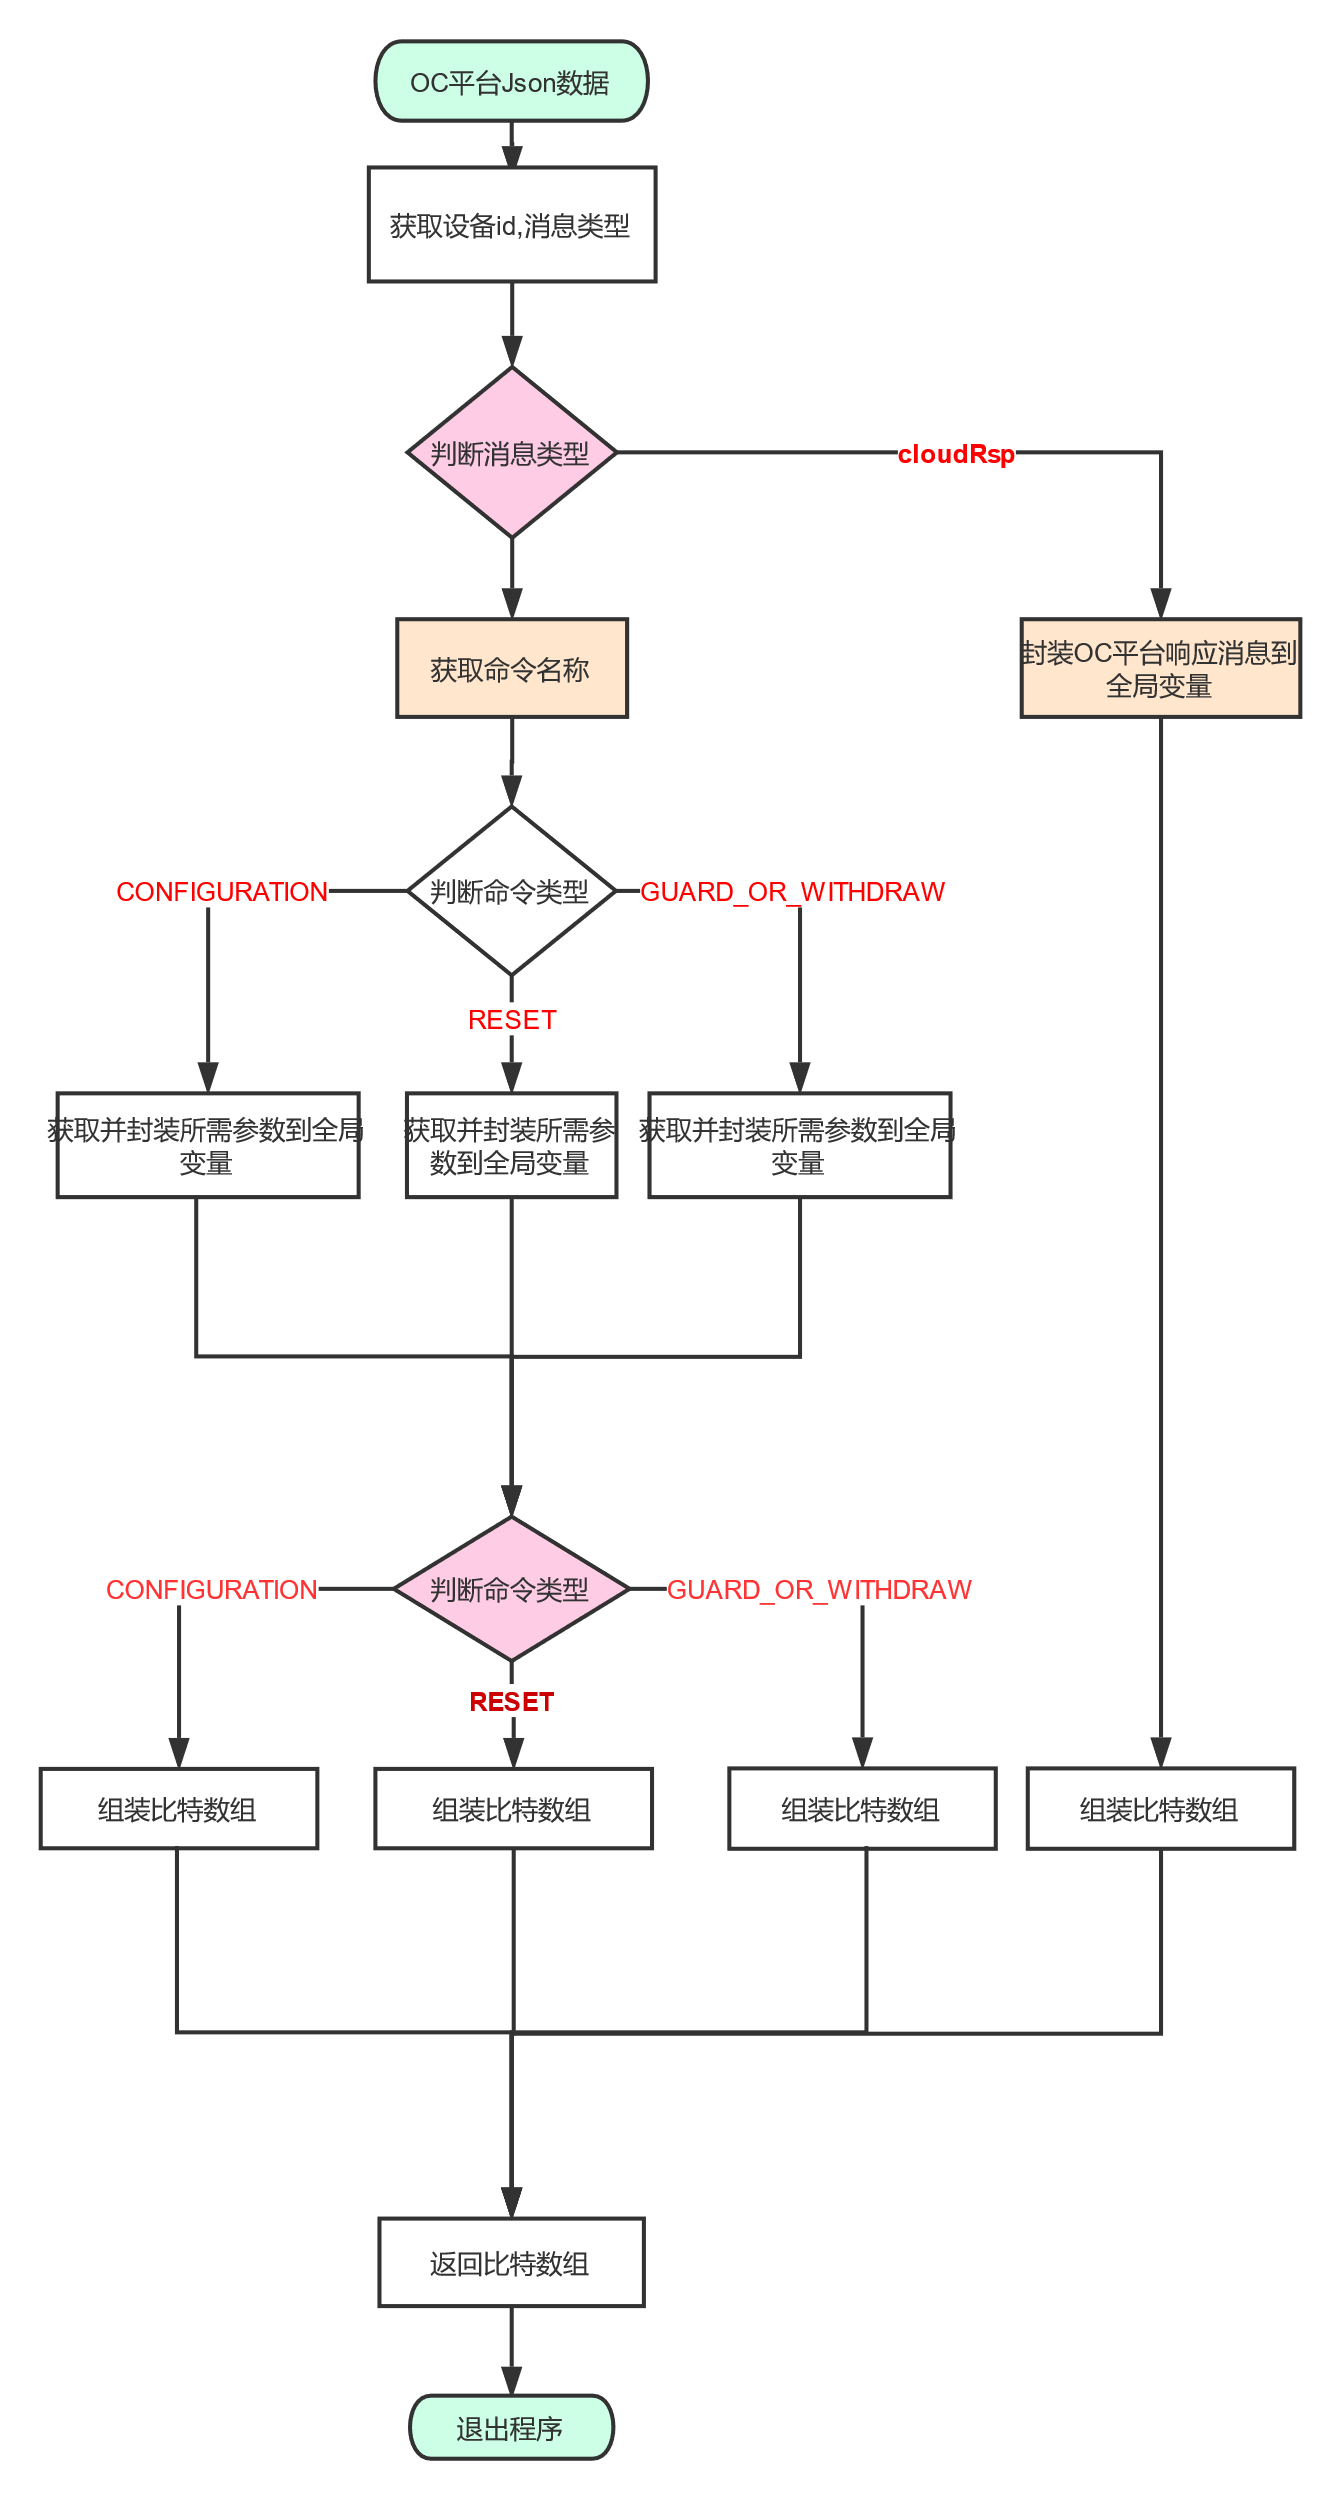 OC平台Json数据
获取设备id,消息类型
判断消息类型
cloudRsp
获取命令名称
封装OC平台响应消息到
全局变量
CONFIGURATION
判断命令类型
GUARD_OR_WITHDRAW
RESET
获取并封装所需参数到全局
变量
获取并封装所需参
数到全局变量
获取并封装所需参数到全局
变量
CONFIGURATION
判断命令类型
GUARD_OR_WITHDRAW
RESET
组装比特数组
组装比特数组
组装比特数组
组装比特数组
返回比特数组
退出程序